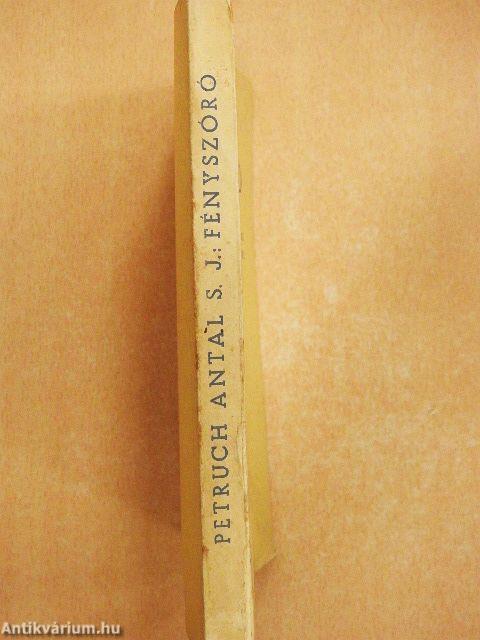 PETRUCH ANTAL S. J.: FÉNYSZÓRÓ
Antikvárium.hu